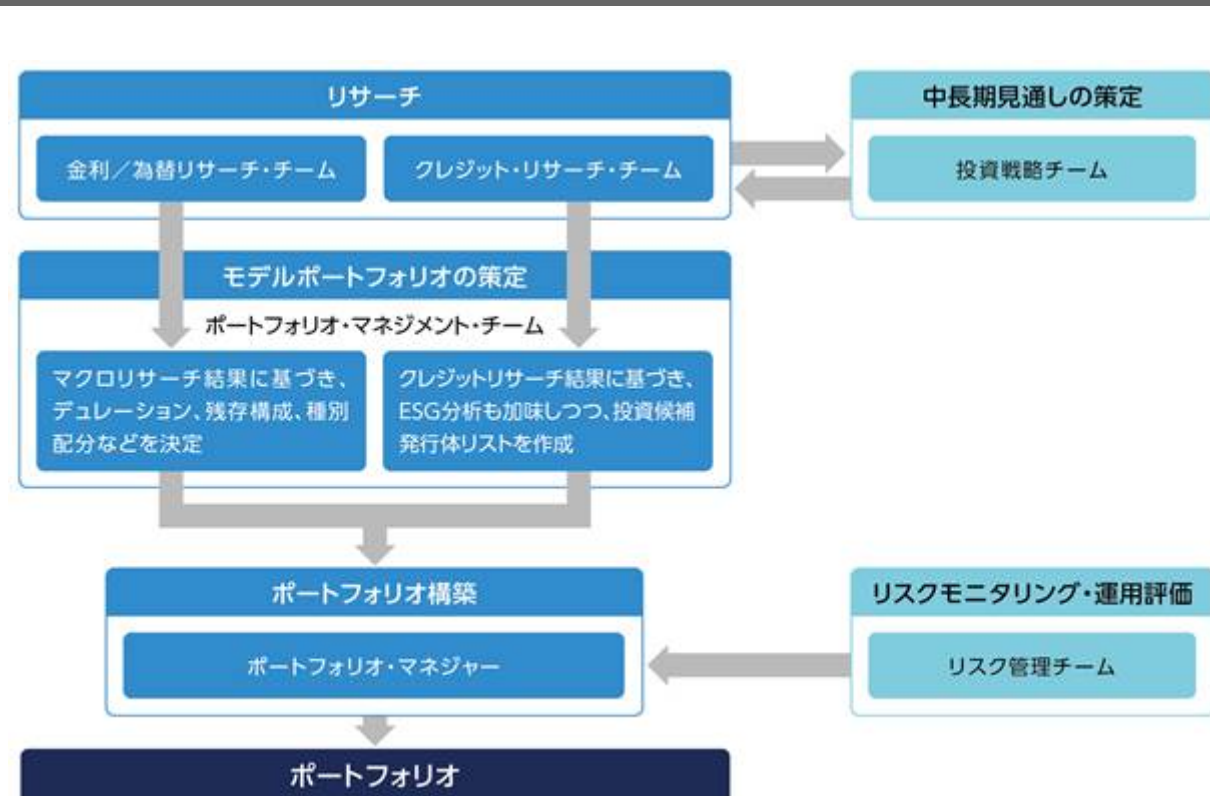 リサーチ
金利／為替リサーチ・チーム
クレジット・リサーチ・チーム
中長期見通しの策定
投資戦略チーム
モデルポートフォリオの策定
ポートフォリオ・マネジメント・チーム
マクロリサーチ結果に基づき、
デュレーション、残存構成、種別
配分などを決定
クレジットリサーチ結果に基づき、
ESG分析も加味しつつ、投資候補
発行体リストを作成
ポートフォリオ構築
ポートフォリオ・マネジャー
リスクモニタリング・運用評価
リスク管理チーム
ポートフォリオ